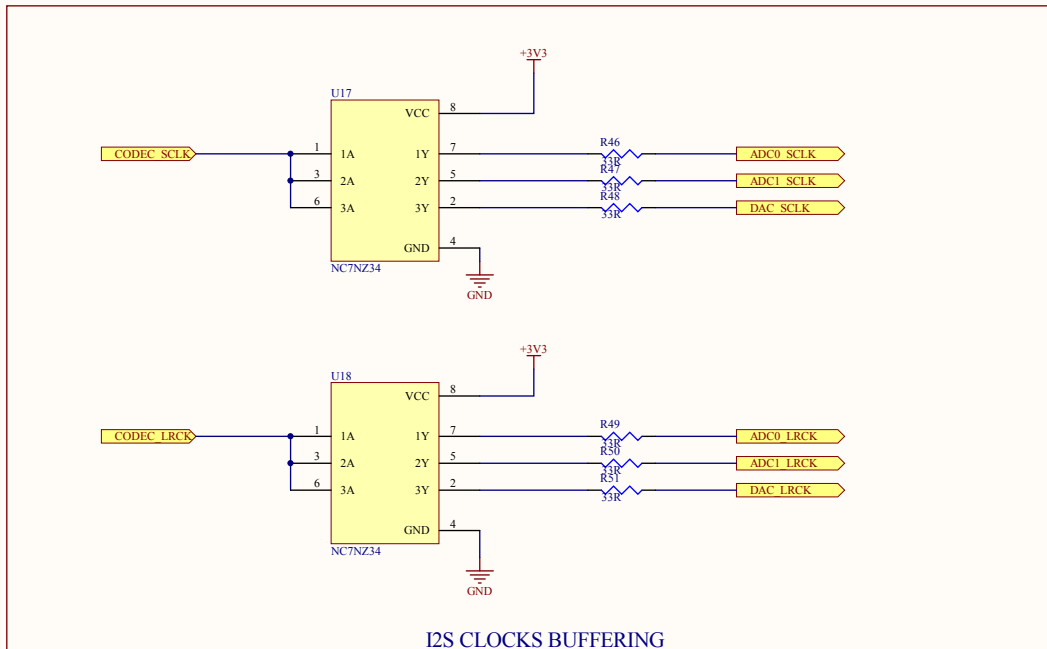 +3V3
U17
VCC 8
CODEC_SCLK 1 1A 1Y 7 R46 33R ADC0_SCLK
3 2A 2Y 5 R47 33R ADC1_SCLK
6 3A 3Y 2 R48 33R DAC_SCLK
GND 4
NC7NZ34
GND
+3V3
U18
VCC 8
CODEC_LRCK 1 1A 1Y 7 R49 33R ADC0_LRCK
3 2A 2Y 5 R50 33R ADC1_LRCK
6 3A 3Y 2 R51 33R DAC_LRCK
GND 4
NC7NZ34
GND
I2S CLOCKS BUFFERING